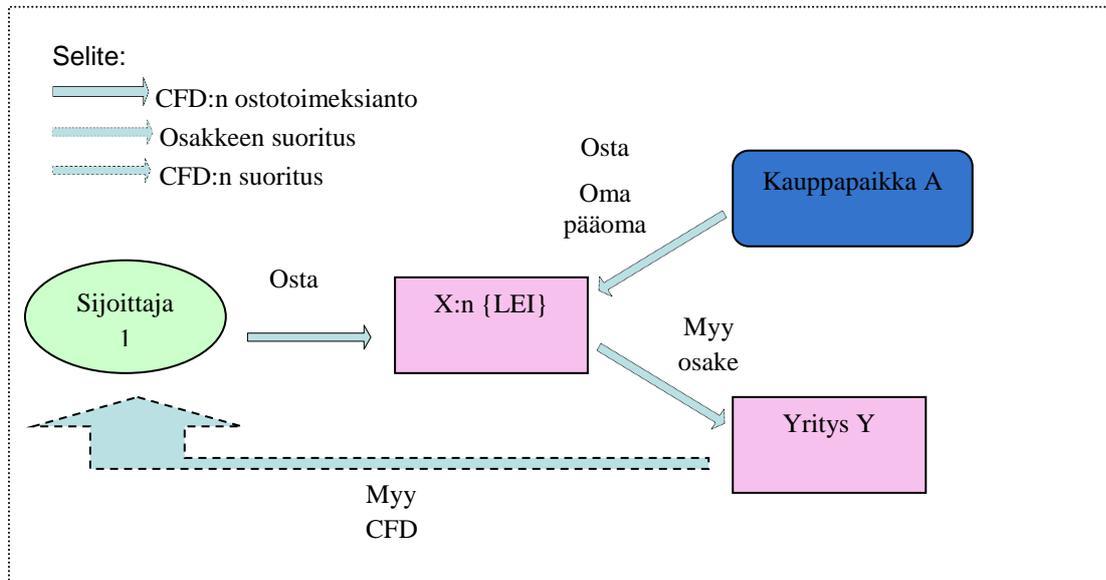 Selite:
CFD:n ostotoimeksianto
Osakkeen suoritus
CFD:n suoritus
Osta
Oma
pääoma
Kauppapaikka A
Sijoittaja
1
Osta
X:n {LEI}
Myy
osake
Yritys Y
Myy
CFD